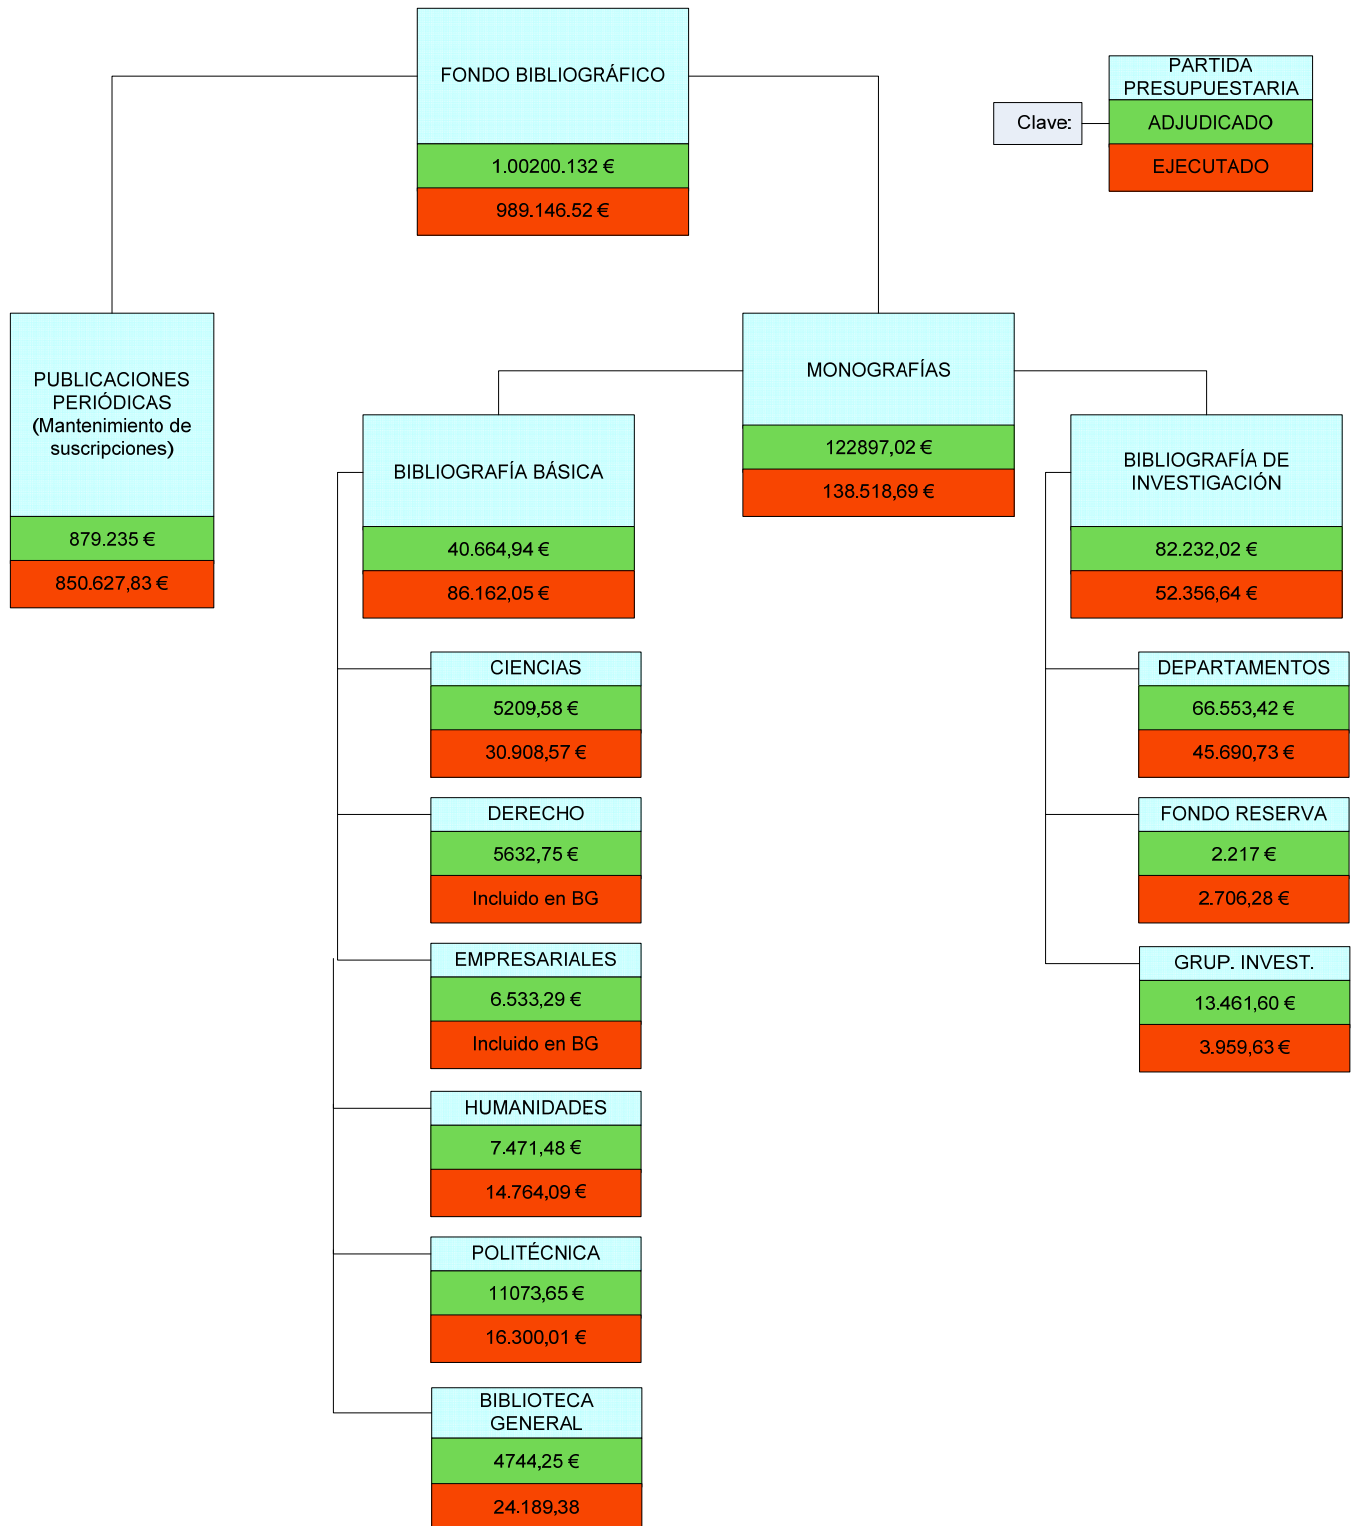 FONDO BIBLIOGRÁFICO
1.00200.132 €
989.146.52 €
Clave:
PARTIDA
PRESUPUESTARIA
ADJUDICADO
EJECUTADO
PUBLICACIONES
PERIÓDICAS
(Mantenimiento de
suscripciones)
879.235 €
850.627,83 €
MONOGRAFÍAS
122897,02 €
138.518,69 €
BIBLIOGRAFÍA BÁSICA
40.664,94 €
86.162,05 €
BIBLIOGRAFÍA DE
INVESTIGACIÓN
82.232,02 €
52.356,64 €
CIENCIAS
5209,58 €
30.908,57 €
DERECHO
5632,75 €
Incluido en BG
EMPRESARIALES
6.533,29 €
Incluido en BG
HUMANIDADES
7.471,48 €
14.764,09 €
POLITÉCNICA
11073,65 €
16.300,01 €
BIBLIOTECA
GENERAL
4744,25 €
24.189,38
DEPARTAMENTOS
66.553,42 €
45.690,73 €
FONDO RESERVA
2.217 €
2.706,28 €
GRUP. INVEST.
13.461,60 €
3.959,63 €